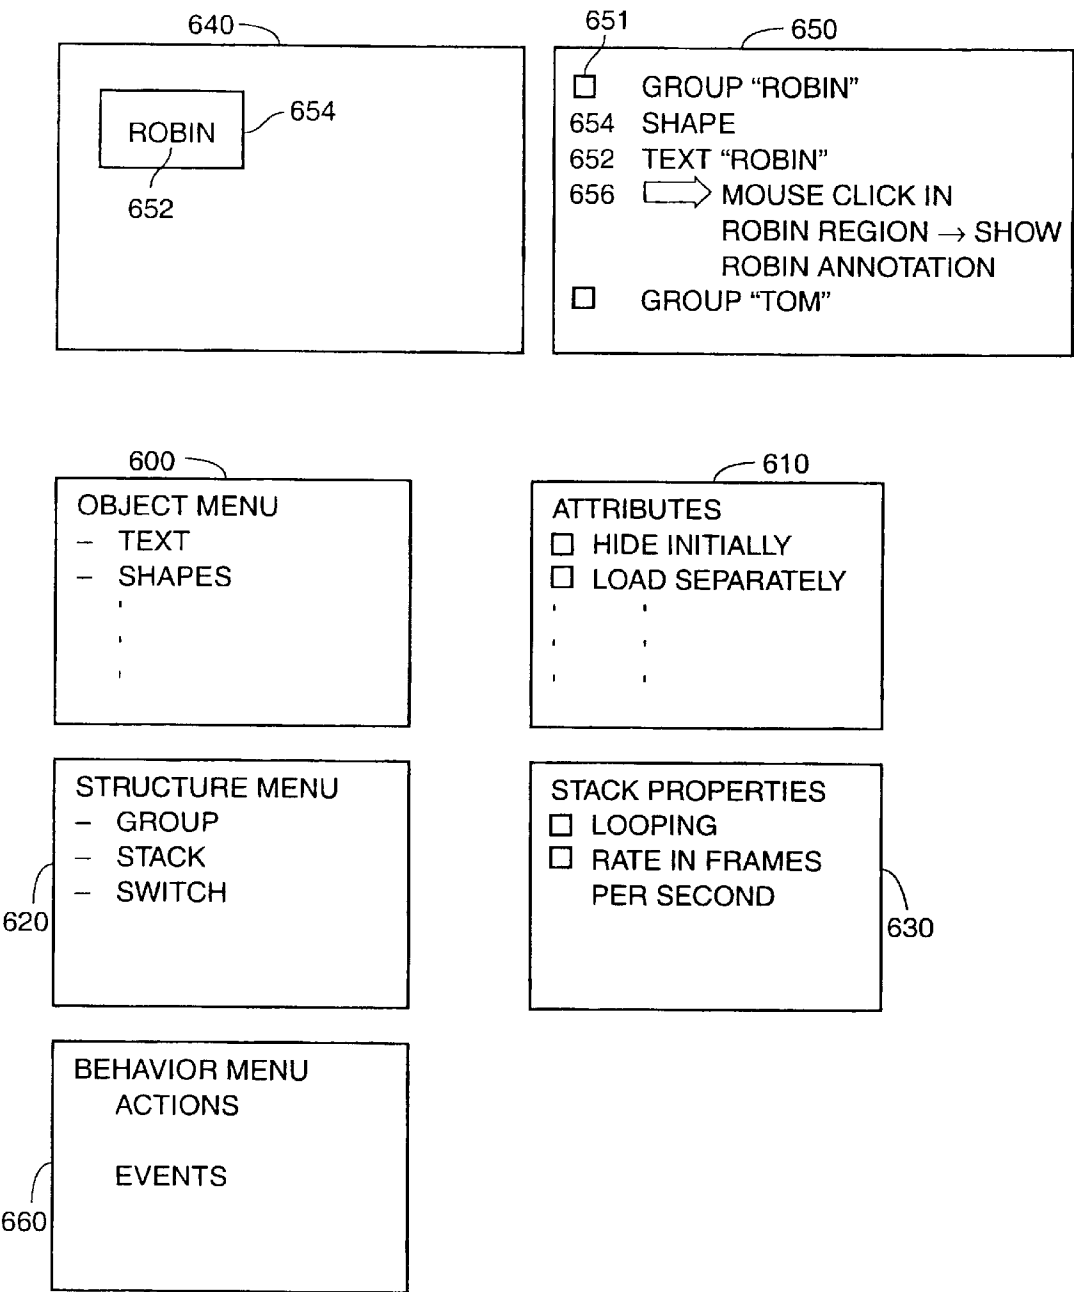 640
ROBIN
654
652
651
650
GROUP “ROBIN”
654 SHAPE
652 TEXT “ROBIN”
656 MOUSE CLICK IN
ROBIN REGION → SHOW
ROBIN ANNOTATION
GROUP “TOM”
600
OBJECT MENU
– TEXT
– SHAPES
610
ATTRIBUTES
HIDE INITIALLY
LOAD SEPARATELY
STRUCTURE MENU
– GROUP
– STACK
– SWITCH
620
STACK PROPERTIES
LOOPING
RATE IN FRAMES
PER SECOND
630
BEHAVIOR MENU
ACTIONS
EVENTS
660